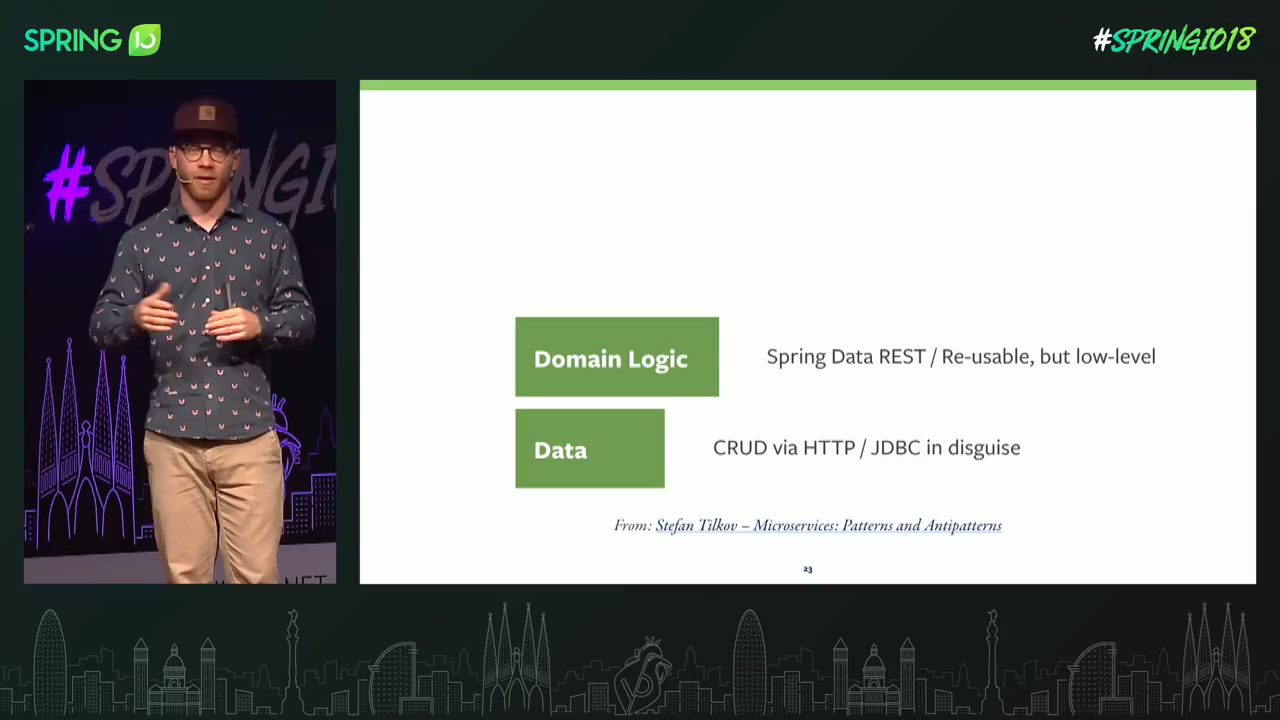 SPRING IO
#SPRINGIO18
#SPRINGI
Domain Logic
Spring Data REST / Re-usable, but low-level
Data
CRUD via HTTP / JDBC in disguise
From: Stefan Tilkov – Microservices: Patterns and Antipatterns
23